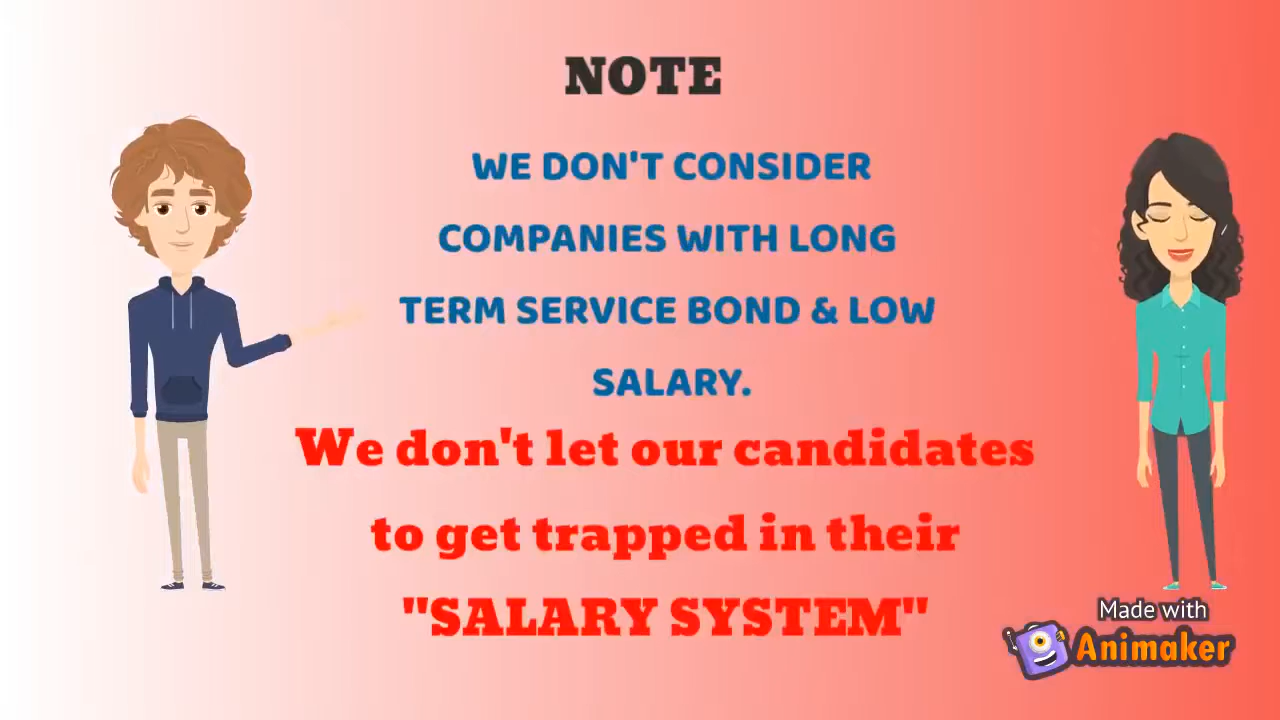 NOTE
WE DON'T CONSIDER
COMPANIES WITH LONG
TERM SERVICE BOND & LOW
SALARY.
We don't let our candidates
to get trapped in their
"SALARY SYSTEM"
Made with
Animaker